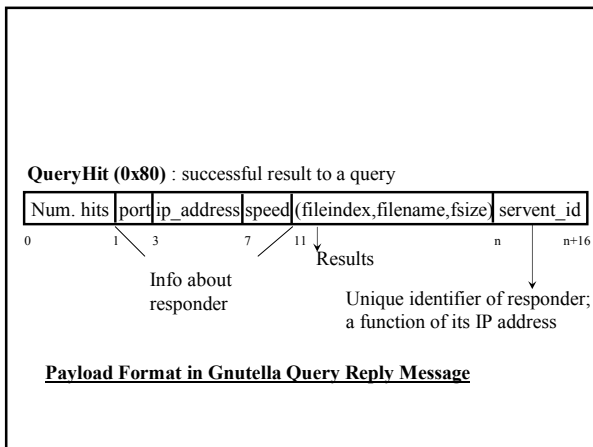 QueryHit (0x80) : successful result to a query
Num. hits port ip_address speed (fileindex,filename,fsize) servent_id
0 1 3 7 11 n n+16
Info about
responder
Results
Unique identifier of responder;
a function of its IP address
Payload Format in Gnutella Query Reply Message